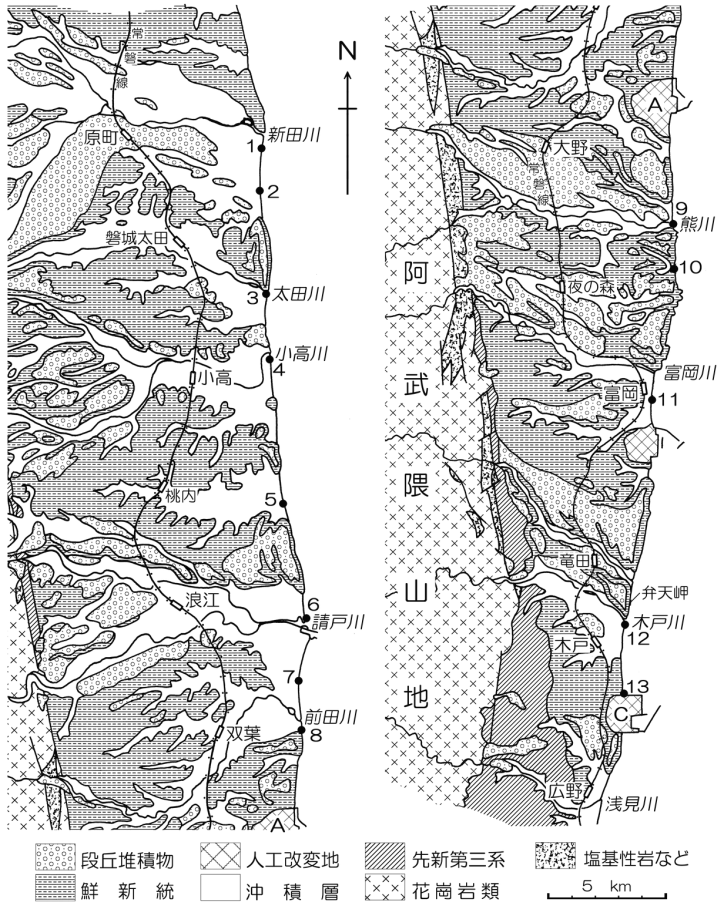 N
常磐線
原町
新田川
1
2
磐城太田
3
太田川
小高川
4
小高
5
桃内
浪江
6
請戸川
7
前田川
双葉
8
A
A
大野
常磐線
9
熊川
10
夜の森
阿武隈山地
富岡川
富岡
11
竜田
弁天岬
木戸川
12
木戸
13
C
広野
浅見川
段丘堆積物
人工改変地
先新第三系
塩基性岩など
鮮新統
沖積層
花崗岩類
5 km